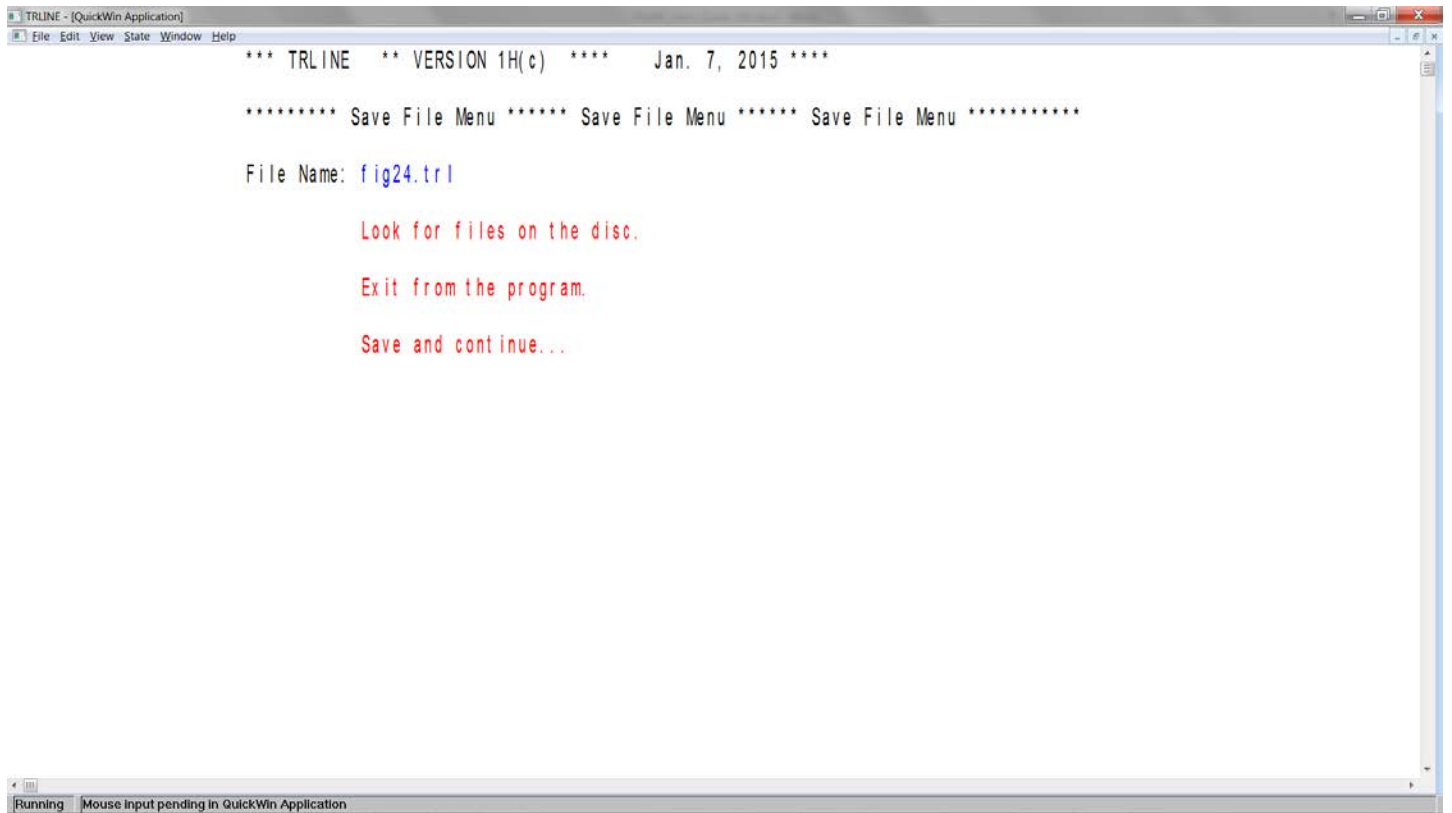 TRLINE - [QuickWin Application]
File Edit View State Window Help
*** TRLINE ** VERSION 1H(c) **** Jan. 7, 2015 ****
********* Save File Menu ****** Save File Menu ****** Save File Menu ***********
File Name: fig24.trl
Look for files on the disc.
Exit from the program.
Save and continue...
Running Mouse input pending in QuickWin Application